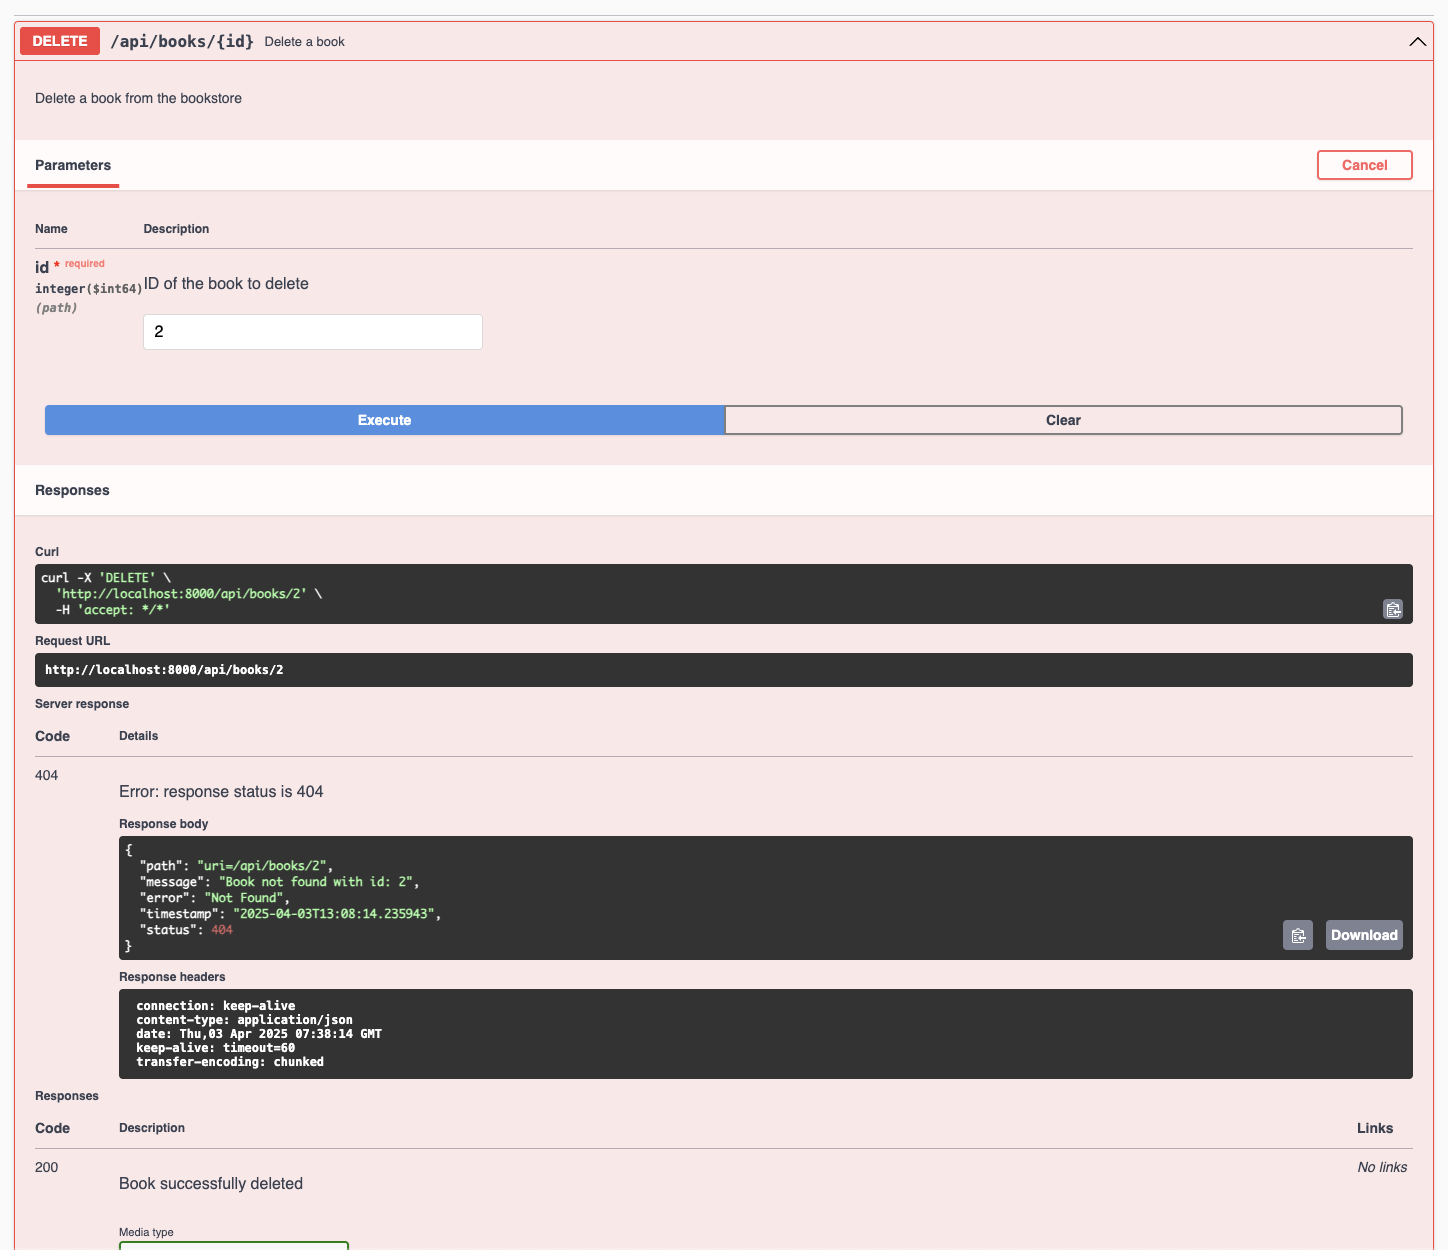 DELETE /api/books/{id} Delete a book
Delete a book from the bookstore
Parameters
Cancel
Name Description
id * required
integer($int64)
(path)
ID of the book to delete
2
Execute Clear
Responses
Curl
curl -X 'DELETE' \
'http://localhost:8000/api/books/2' \
-H 'accept: */*'
Request URL
http://localhost:8000/api/books/2
Server response
Code Details
404
Error: response status is 404
Response body
{
"path": "uri=/api/books/2",
"message": "Book not found with id: 2",
"error": "Not Found",
"timestamp": "2025-04-03T13:08:14.235943",
"status": 404
}
Download
Response headers
connection: keep-alive
content-type: application/json
date: Thu,03 Apr 2025 07:38:14 GMT
keep-alive: timeout=60
transfer-encoding: chunked
Responses
Code Description Links
200
Book successfully deleted
No links
Media type